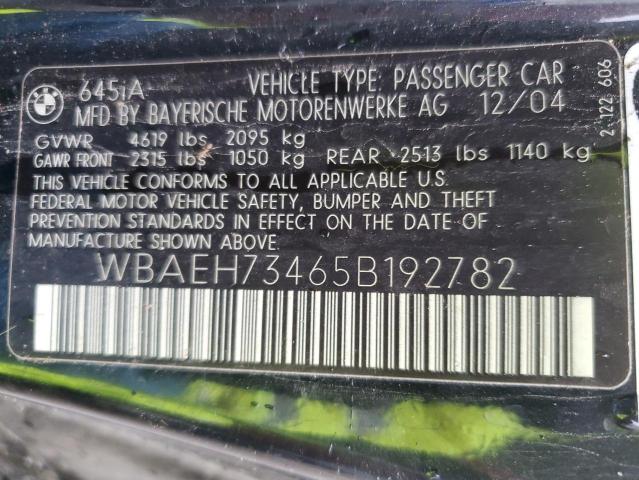 645iA VEHICLE TYPE: PASSENGER CAR
MFD BY BAYERISCHE MOTORENWERKE AG 12/04
GVWR 4619 lbs 2095 kg
GAWR FRONT 2315 lbs 1050 kg REAR 2513 lbs 1140 kg
THIS VEHICLE CONFORMS TO ALL APPLICABLE U.S.
FEDERAL MOTOR VEHICLE SAFETY, BUMPER AND THEFT
PREVENTION STANDARDS IN EFFECT ON THE DATE OF
MANUFACTURE SHOWN ABOVE.
WBAEH73465B192782
2-122 606